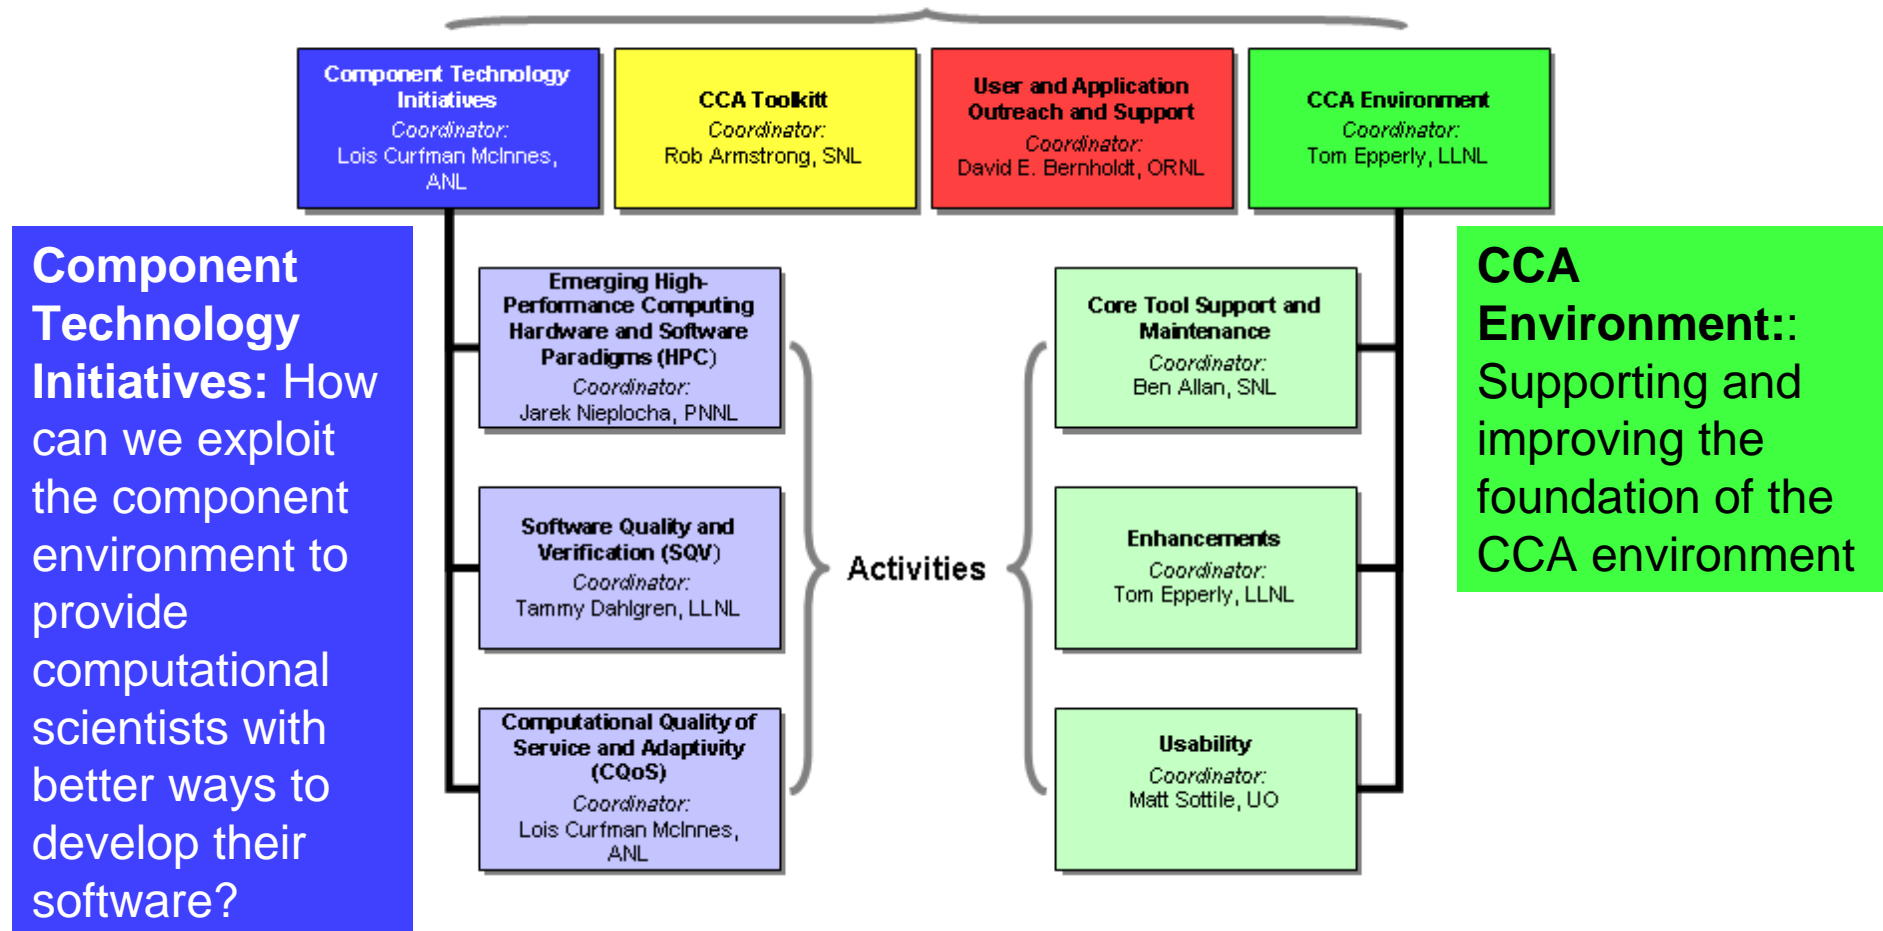 Component Technology
Initiatives
Coordinator:
Lois Curfman McInnes,
ANL
CCA Toolkitt
Coordinator:
Rob Armstrong, SNL
User and Application
Outreach and Support
Coordinator:
David E. Bernholdt, ORNL
CCA Environment
Coordinator:
Tom Epperly, LLNL
Component
Technology
Initiatives: How
can we exploit
the component
environment to
provide
computational
scientists with
better ways to
develop their
software?
Emerging High-
Performance Computing
Hardware and Software
Paradigms (HPC)
Coordinator:
Jarek Nieplocha, PNNL
Software Quality and
Verification (SQV)
Coordinator:
Tammy Dahlgren, LLNL
Computational Quality of
Service and Adaptivity
(CQoS)
Coordinator:
Lois Curfman McInnes,
ANL
Activities
Core Tool Support and
Maintenance
Coordinator:
Ben Allan, SNL
Enhancements
Coordinator:
Tom Epperly, LLNL
Usability
Coordinator:
Matt Sottile, UO
CCA
Environment::
Supporting and
improving the
foundation of the
CCA environment